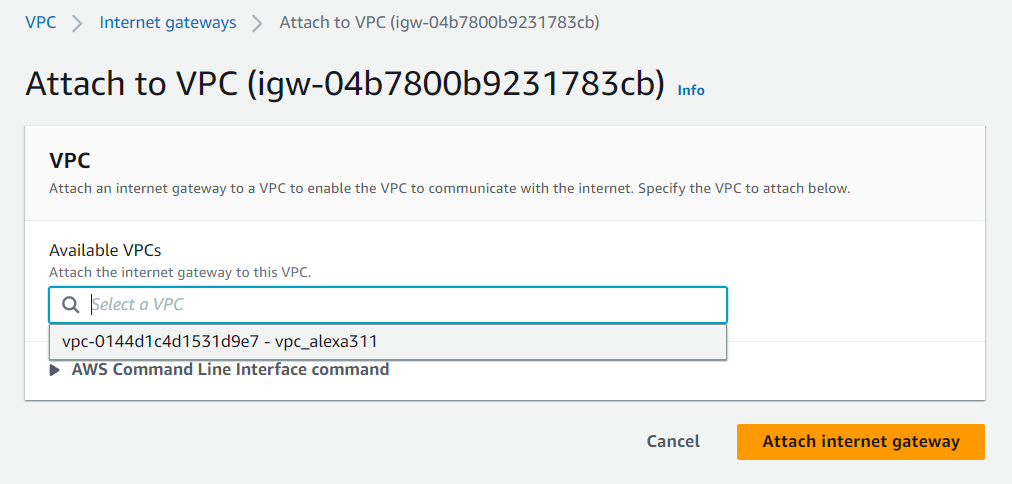 VPC > Internet gateways > Attach to VPC (igw-04b7800b9231783cb)
Attach to VPC (igw-04b7800b9231783cb) Info
VPC
Attach an internet gateway to a VPC to enable the VPC to communicate with the internet. Specify the VPC to attach below.
Available VPCs
Attach the internet gateway to this VPC.
Select a VPC
vpc-0144d1c4d1531d9e7 - vpc_alexa311
AWS Command Line Interface command
Cancel Attach internet gateway